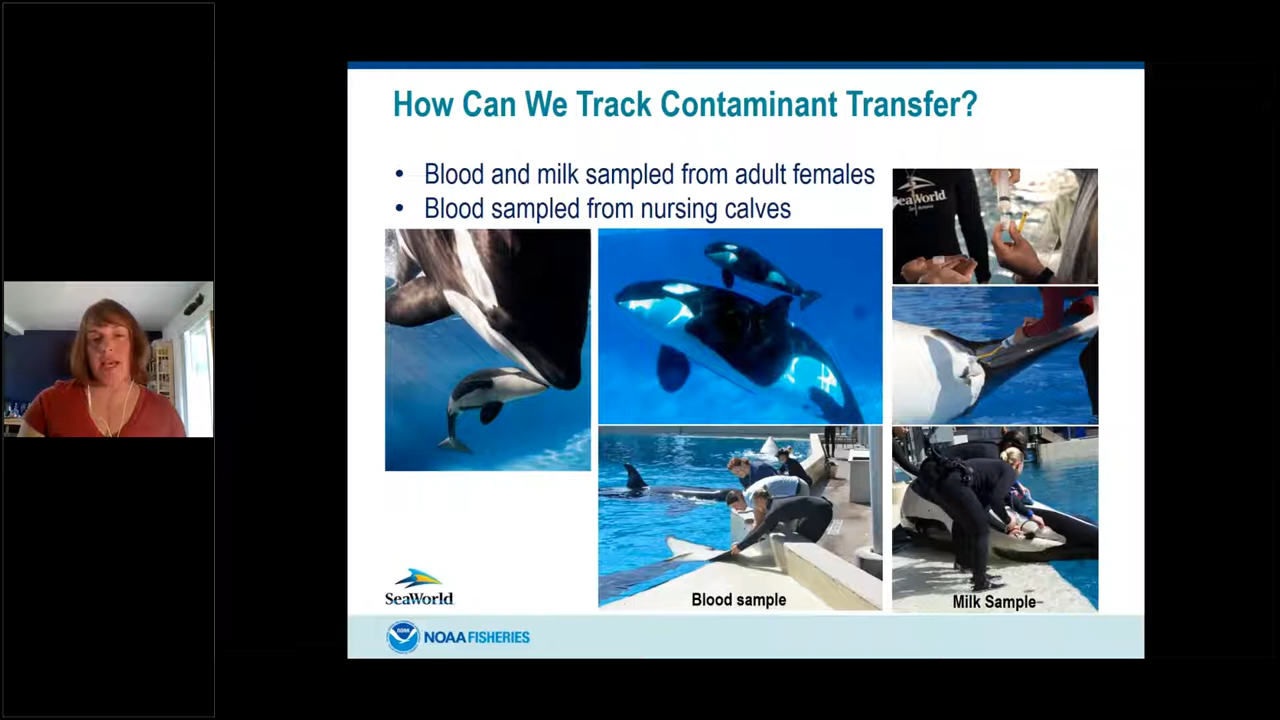 How Can We Track Contaminant Transfer?
• Blood and milk sampled from adult females
• Blood sampled from nursing calves
SeaWorld
Blood sample
Milk Sample
SeaWorld
NOAA FISHERIES